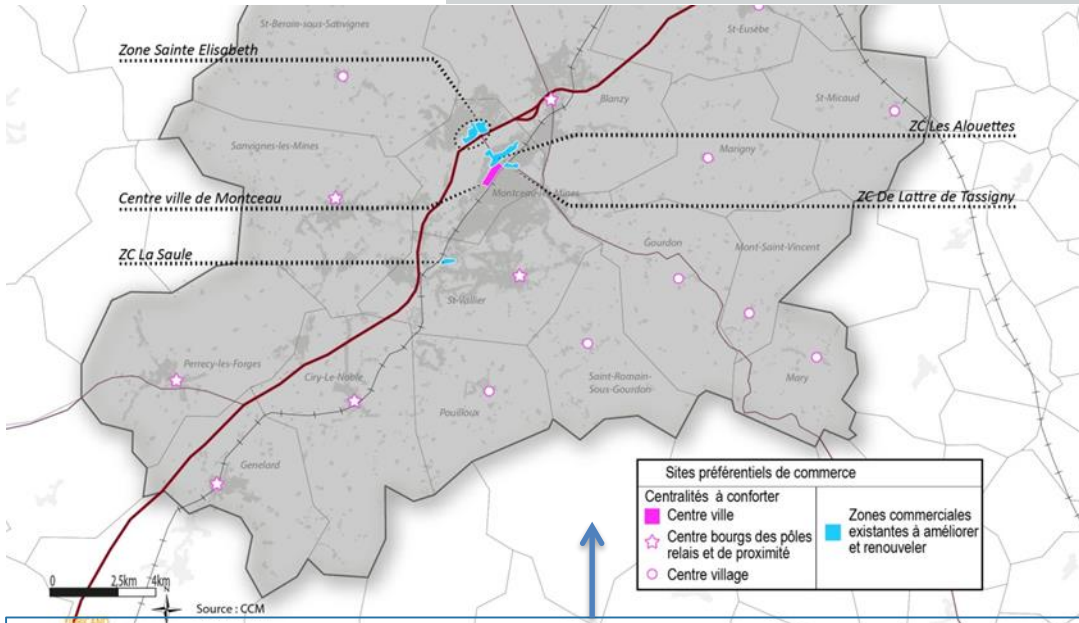 St-Berain-sous-Sanvignes
St-Eusèbe
Zone Sainte Elisabeth
Blanzy
St-Micaud
ZC Les Alouettes
Sanvignes-les-Mines
Marigny
Centre ville de Montceau
Montceau-les-Mines
ZC De Lattre de Tassigny
Gourdon
Mont-Saint-Vincent
ZC La Saule
St-Vallier
Perrecy-les-Forges
Ciry-Le-Noble
Pouilloux
Saint-Romain-
Sous-Gourdon
Mary
Genelard
Sites préférentiels de commerce
Centralités à conforter
Centre ville
Centre bourgs des pôles
relais et de proximité
Centre village
Zones commerciales
existantes à améliorer
et renouveler
0 2,5km 4km
Source : CCM